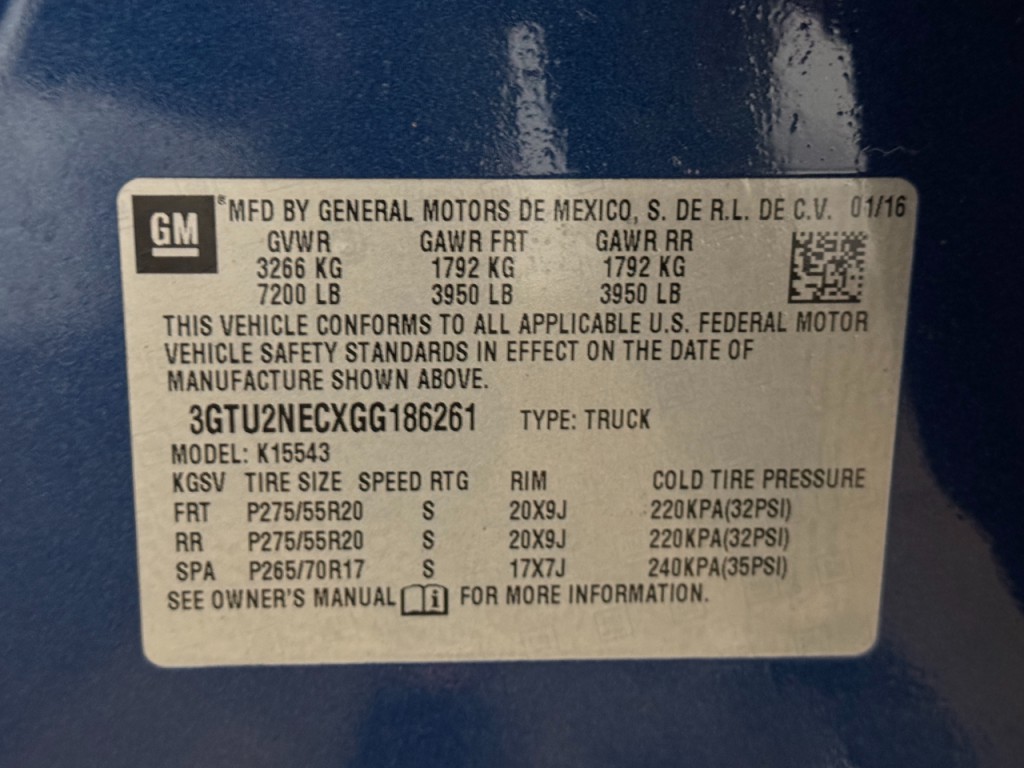 GM ® MFD BY GENERAL MOTORS DE MEXICO, S. DE R.L. DE C.V. 01/16
GVWR GAWR FRT GAWR RR
3266 KG 1792 KG 1792 KG
7200 LB 3950 LB 3950 LB
THIS VEHICLE CONFORMS TO ALL APPLICABLE U.S. FEDERAL MOTOR
VEHICLE SAFETY STANDARDS IN EFFECT ON THE DATE OF
MANUFACTURE SHOWN ABOVE.
3GTU2NECXGG186261 TYPE: TRUCK
MODEL: K15543
KGSV TIRE SIZE SPEED RTG RIM COLD TIRE PRESSURE
FRT P275/55R20 S 20X9J 220KPA(32PSI)
RR P275/55R20 S 20X9J 220KPA(32PSI)
SPA P265/70R17 S 17X7J 240KPA(35PSI)
SEE OWNER'S MANUAL i FOR MORE INFORMATION.